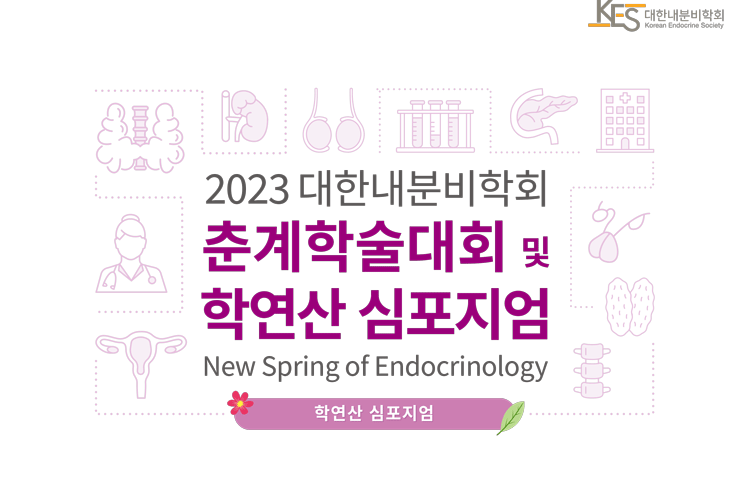 KES 대한내분비학회
Korean Endocrine Society
2023 대한내분비학회
춘계학술대회 및
학연산 심포지엄
New Spring of Endocrinology
학연산 심포지엄